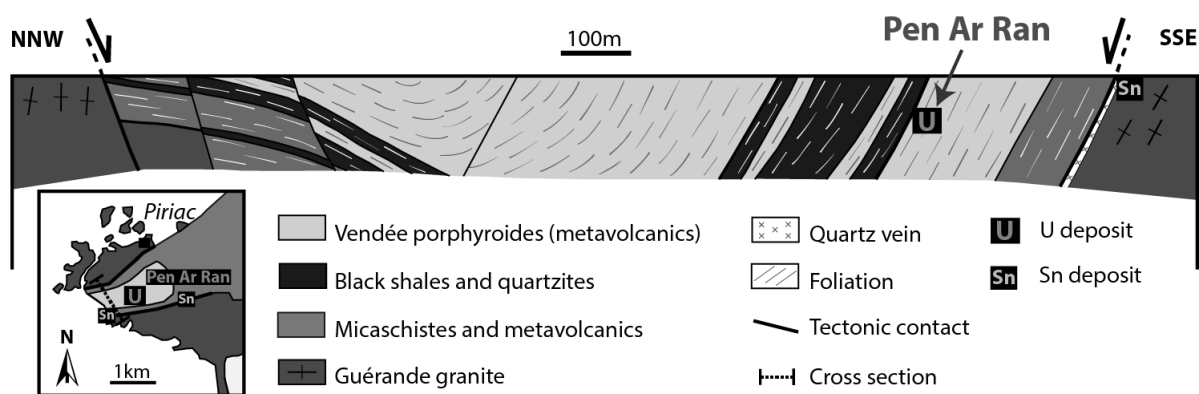 NNW
100m
Pen Ar Ran
SSE
Sn
U
Piriac
Pen Ar Ran
U
Sn
Sn
N
1km
Vendée porphyroides (metavolcanics)
Black shales and quartzites
Micaschistes and metavolcanics
Guérande granite
Quartz vein
Foliation
Tectonic contact
Cross section
U U deposit
Sn Sn deposit